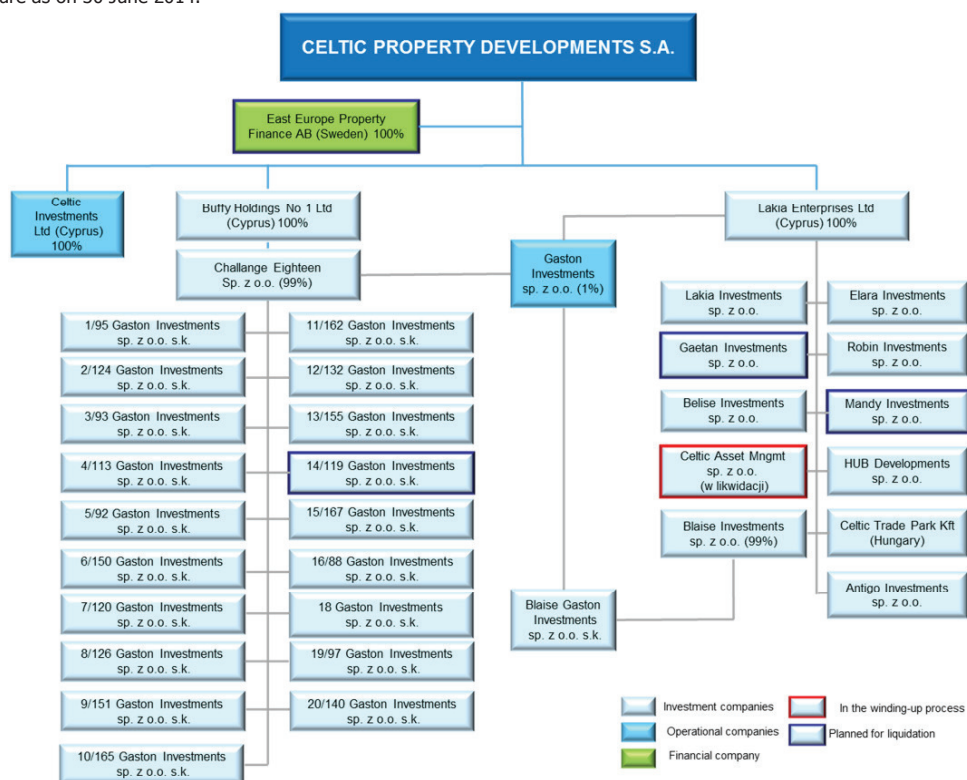 CELTIC PROPERTY DEVELOPMENTS S.A.
East Europe Property
Finance AB (Sweden) 100%
Celtic
Investments
Ltd (Cyprus)
100%
Buffy Holdings No 1 Ltd
(Cyprus) 100%
Lakia Enterprises Ltd
(Cyprus) 100%
Challange Eighteen
Sp. z o.o. (99%)
Gaston
Investments
sp. z o.o. (1%)
1/95 Gaston Investments
sp. z o.o. s.k.
2/124 Gaston Investments
sp. z o.o. s.k.
3/93 Gaston Investments
sp. z o.o. s.k.
4/113 Gaston Investments
sp. z o.o. s.k.
5/92 Gaston Investments
sp. z o.o. s.k.
6/150 Gaston Investments
sp. z o.o. s.k.
7/120 Gaston Investments
sp. z o.o. s.k.
8/126 Gaston Investments
sp. z o.o. s.k.
9/151 Gaston Investments
sp. z o.o. s.k.
10/165 Gaston Investments
sp. z o.o. s.k.
11/162 Gaston Investments
sp. z o.o. s.k.
12/132 Gaston Investments
sp. z o.o. s.k.
13/155 Gaston Investments
sp. z o.o. s.k.
14/119 Gaston Investments
sp. z o.o. s.k.
15/167 Gaston Investments
sp. z o.o. s.k.
16/88 Gaston Investments
sp. z o.o. s.k.
18 Gaston Investments
sp. z o.o. s.k.
19/97 Gaston Investments
sp. z o.o. s.k.
20/140 Gaston Investments
sp. z o.o. s.k.
Blaise Gaston
Investments
sp. z o.o. s.k.
Lakia Investments
sp. z o.o.
Gaetan Investments
sp. z o.o.
Belise Investments
sp. z o.o.
Celtic Asset Mngmt
sp. z o.o.
(w likwidacji)
Blaise Investments
sp. z o.o. (99%)
Elara Investments
sp. z o.o.
Robin Investments
sp. z o.o.
Mandy Investments
sp. z o.o.
HUB Developments
sp. z o.o.
Celtic Trade Park Kft
(Hungary)
Antigo Investments
sp. z o.o.
Investment companies
Operational companies
Financial company
In the winding-up process
Planned for liquidation